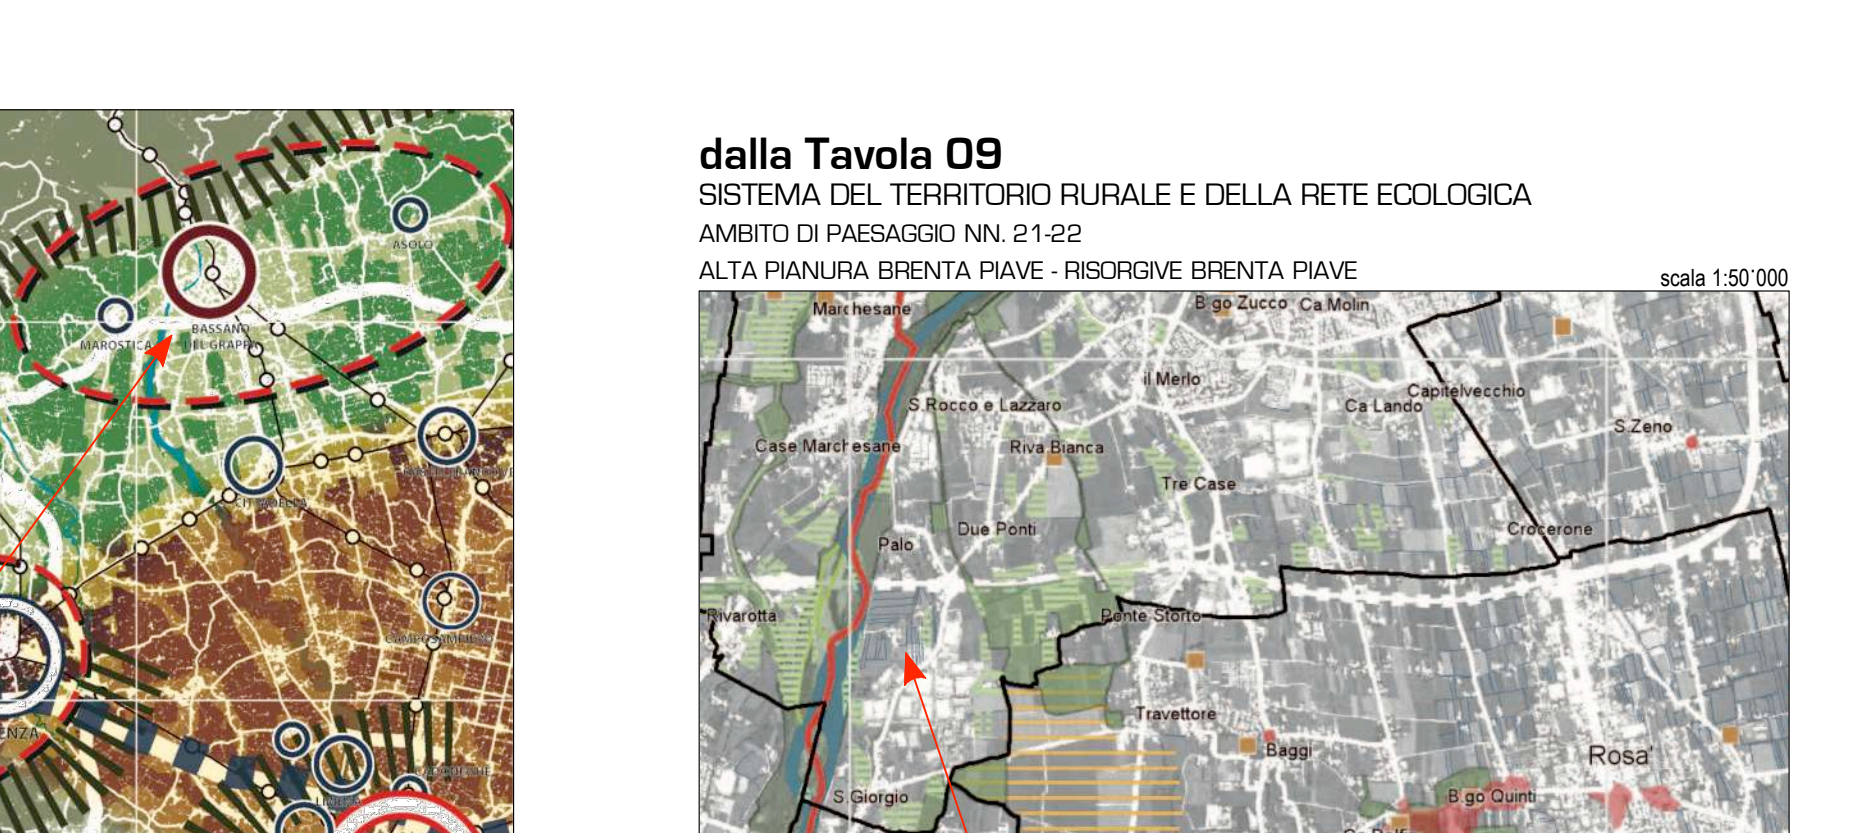 ASOLO
BASSANO
DEL GRAPPA
MAROSTICA
CITTADELLA
CAMPOSAMPIERO
ENZA
LIMENA
dalla Tavola 09
SISTEMA DEL TERRITORIO RURALE E DELLA RETE ECOLOGICA
AMBITO DI PAESAGGIO NN. 21-22
ALTA PIANURA BRENTA PIAVE - RISORGIVE BRENTA PIAVE
scala 1:50'000
Marchesane
B.go Zucco
Ca Molin
il Merlo
Capitelvecchio
Ca Lando
S.Rocco e Lazzaro
S.Zeno
Case Marchesane
Riva Bianca
Tre Case
Due Ponti
Crocerone
Palo
Rivarotta
Ponte Storto
Travettore
Baggi
Rosa'
S.Giorgio
B.go Quinti